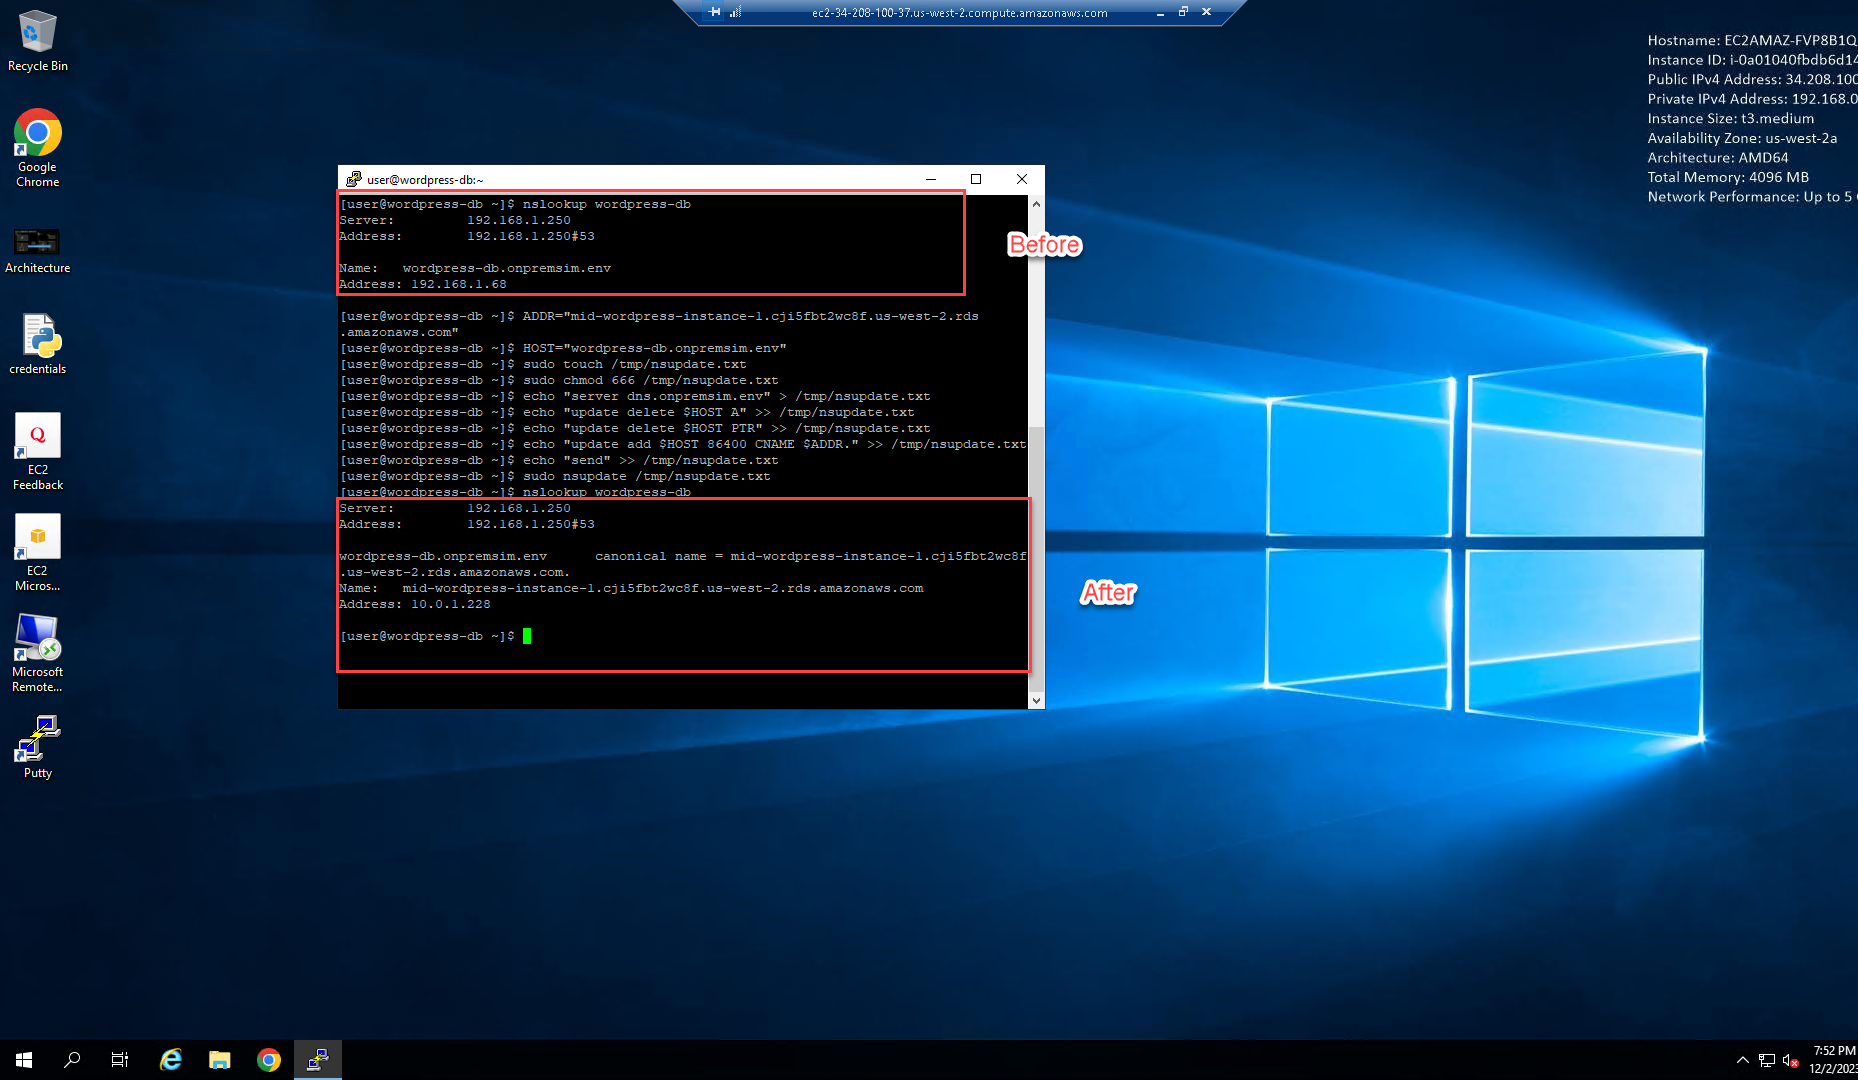 ec2-34-208-100-37.us-west-2.compute.amazonaws.com
Hostname: EC2AMAZ-FVP8B1Q
Instance ID: i-0a01040fbdb6d14
Public IPv4 Address: 34.208.100
Private IPv4 Address: 192.168.0
Instance Size: t3.medium
Availability Zone: us-west-2a
Architecture: AMD64
Total Memory: 4096 MB
Network Performance: Up to 5
Recycle Bin
Google
Chrome
Architecture
credentials
Q
EC2
Feedback
EC2
Micros...
Microsoft
Remote...
Putty
user@wordpress-db:~
[user@wordpress-db ~]$ nslookup wordpress-db
Server:         192.168.1.250
Address:        192.168.1.250#53
Name:   wordpress-db.onpremsim.env
Address: 192.168.1.68
Before
[user@wordpress-db ~]$ ADDR="mid-wordpress-instance-1.cji5fbt2wc8f.us-west-2.rds
.amazonaws.com"
[user@wordpress-db ~]$ HOST="wordpress-db.onpremsim.env"
[user@wordpress-db ~]$ sudo touch /tmp/nsupdate.txt
[user@wordpress-db ~]$ sudo chmod 666 /tmp/nsupdate.txt
[user@wordpress-db ~]$ echo "server dns.onpremsim.env" > /tmp/nsupdate.txt
[user@wordpress-db ~]$ echo "update delete $HOST A" >> /tmp/nsupdate.txt
[user@wordpress-db ~]$ echo "update delete $HOST PTR" >> /tmp/nsupdate.txt
[user@wordpress-db ~]$ echo "update add $HOST 86400 CNAME $ADDR." >> /tmp/nsupdate.txt
[user@wordpress-db ~]$ echo "send" >> /tmp/nsupdate.txt
[user@wordpress-db ~]$ sudo nsupdate /tmp/nsupdate.txt
[user@wordpress-db ~]$ nslookup wordpress-db
Server:         192.168.1.250
Address:        192.168.1.250#53
wordpress-db.onpremsim.env      canonical name = mid-wordpress-instance-1.cji5fbt2wc8f
.us-west-2.rds.amazonaws.com.
Name:   mid-wordpress-instance-1.cji5fbt2wc8f.us-west-2.rds.amazonaws.com
Address: 10.0.1.228
[user@wordpress-db ~]$
After
7:52 PM
12/2/202